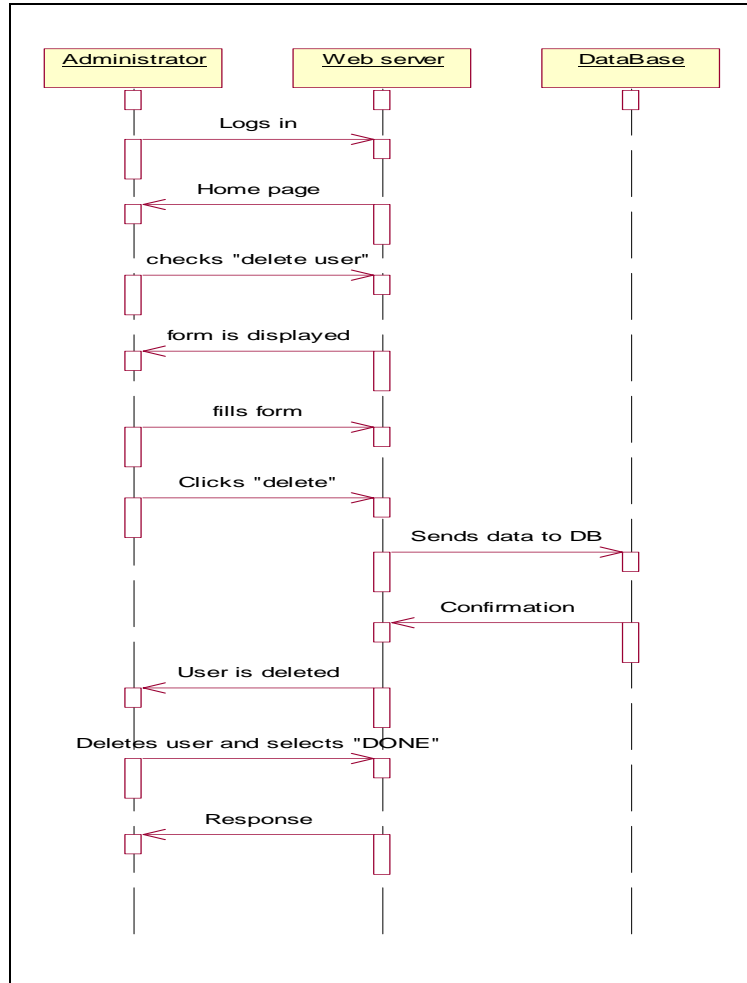 Administrator
Web server
DataBase
Logs in
Home page
checks "delete user"
form is displayed
fills form
Clicks "delete"
Sends data to DB
Confirmation
User is deleted
Deletes user and selects "DONE"
Response